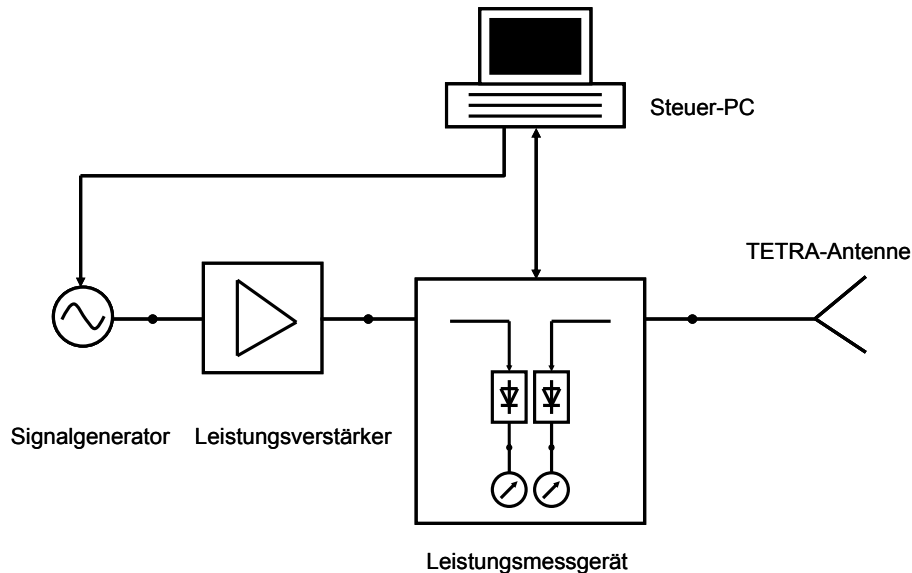 Steuer-PC
TETRA-Antenne
Signalgenerator
Leistungsverstärker
Leistungsmessgerät